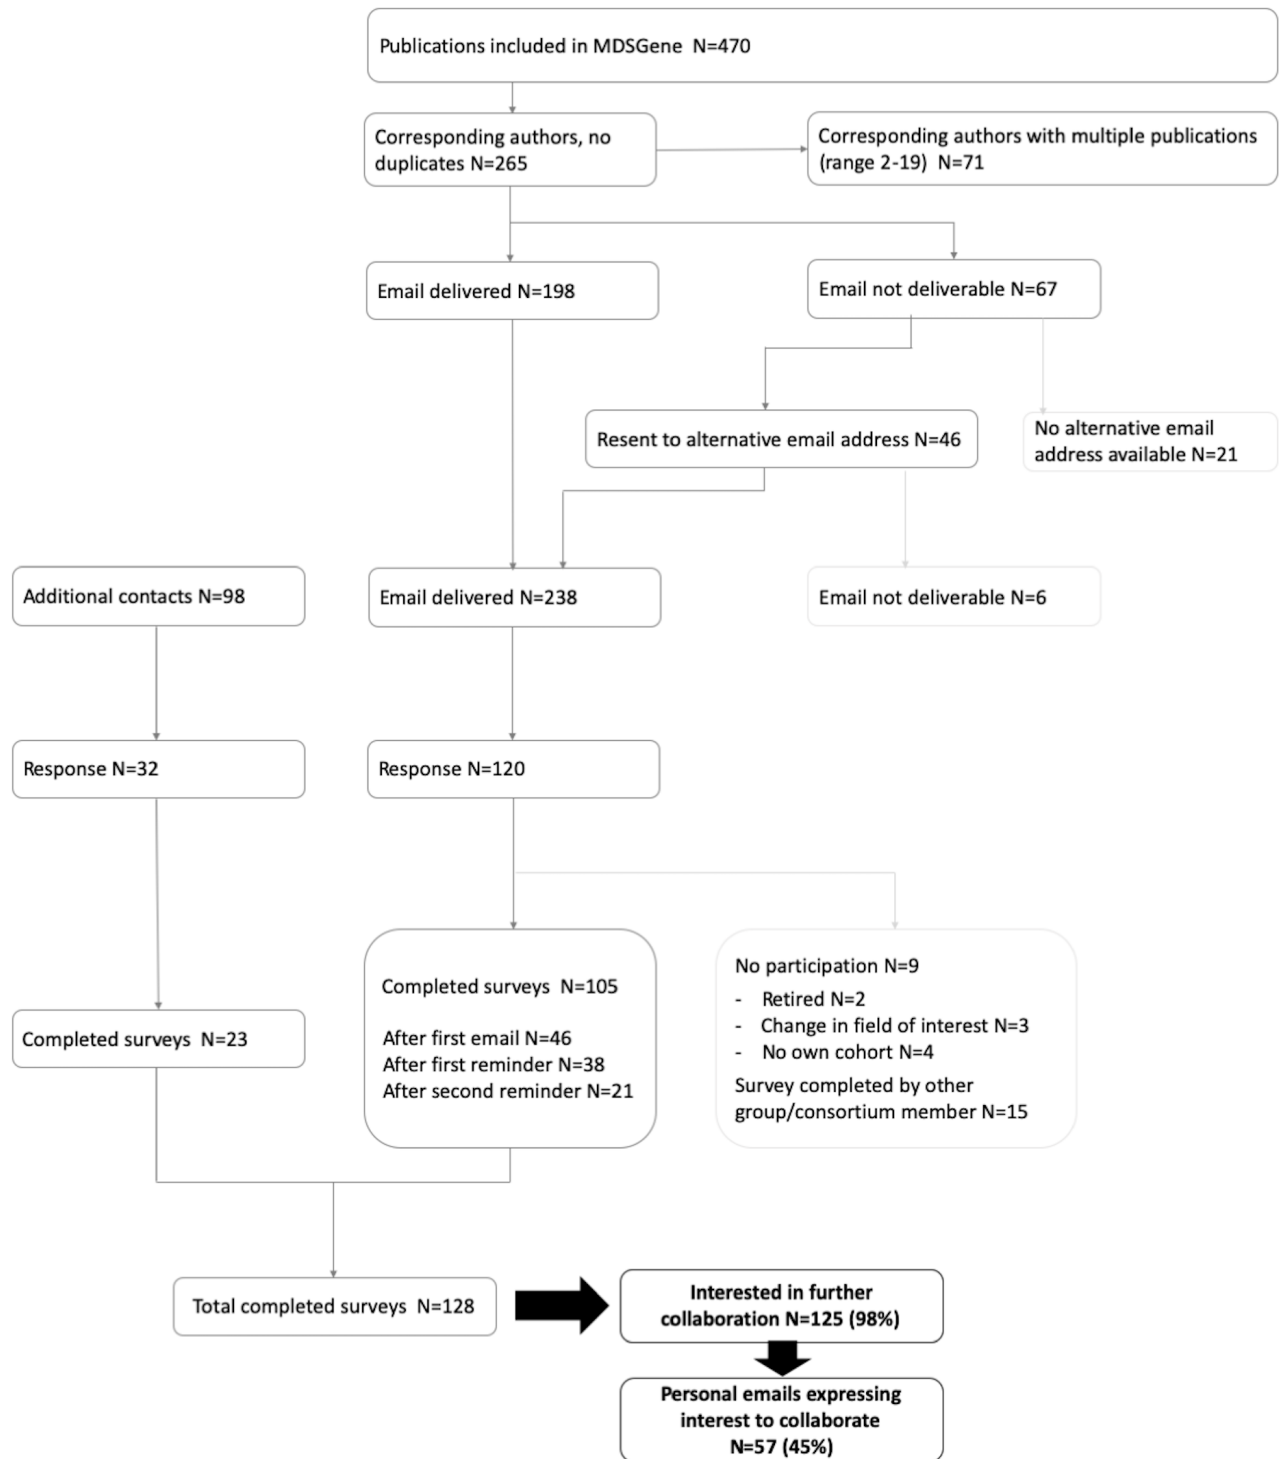 Publications included in MDSGene N=470
Corresponding authors, no
duplicates N=265
Corresponding authors with multiple publications
(range 2-19) N=71
Email delivered N=198
Email not deliverable N=67
Resent to alternative email address N=46
No alternative email
address available N=21
Additional contacts N=98
Email delivered N=238
Email not deliverable N=6
Response N=32
Response N=120
Completed surveys N=23
Completed surveys N=105
After first email N=46
After first reminder N=38
After second reminder N=21
No participation N=9
- Retired N=2
- Change in field of interest N=3
- No own cohort N=4
Survey completed by other
group/consortium member N=15
Total completed surveys N=128
Interested in further
collaboration N=125 (98%)
Personal emails expressing
interest to collaborate
N=57 (45%)